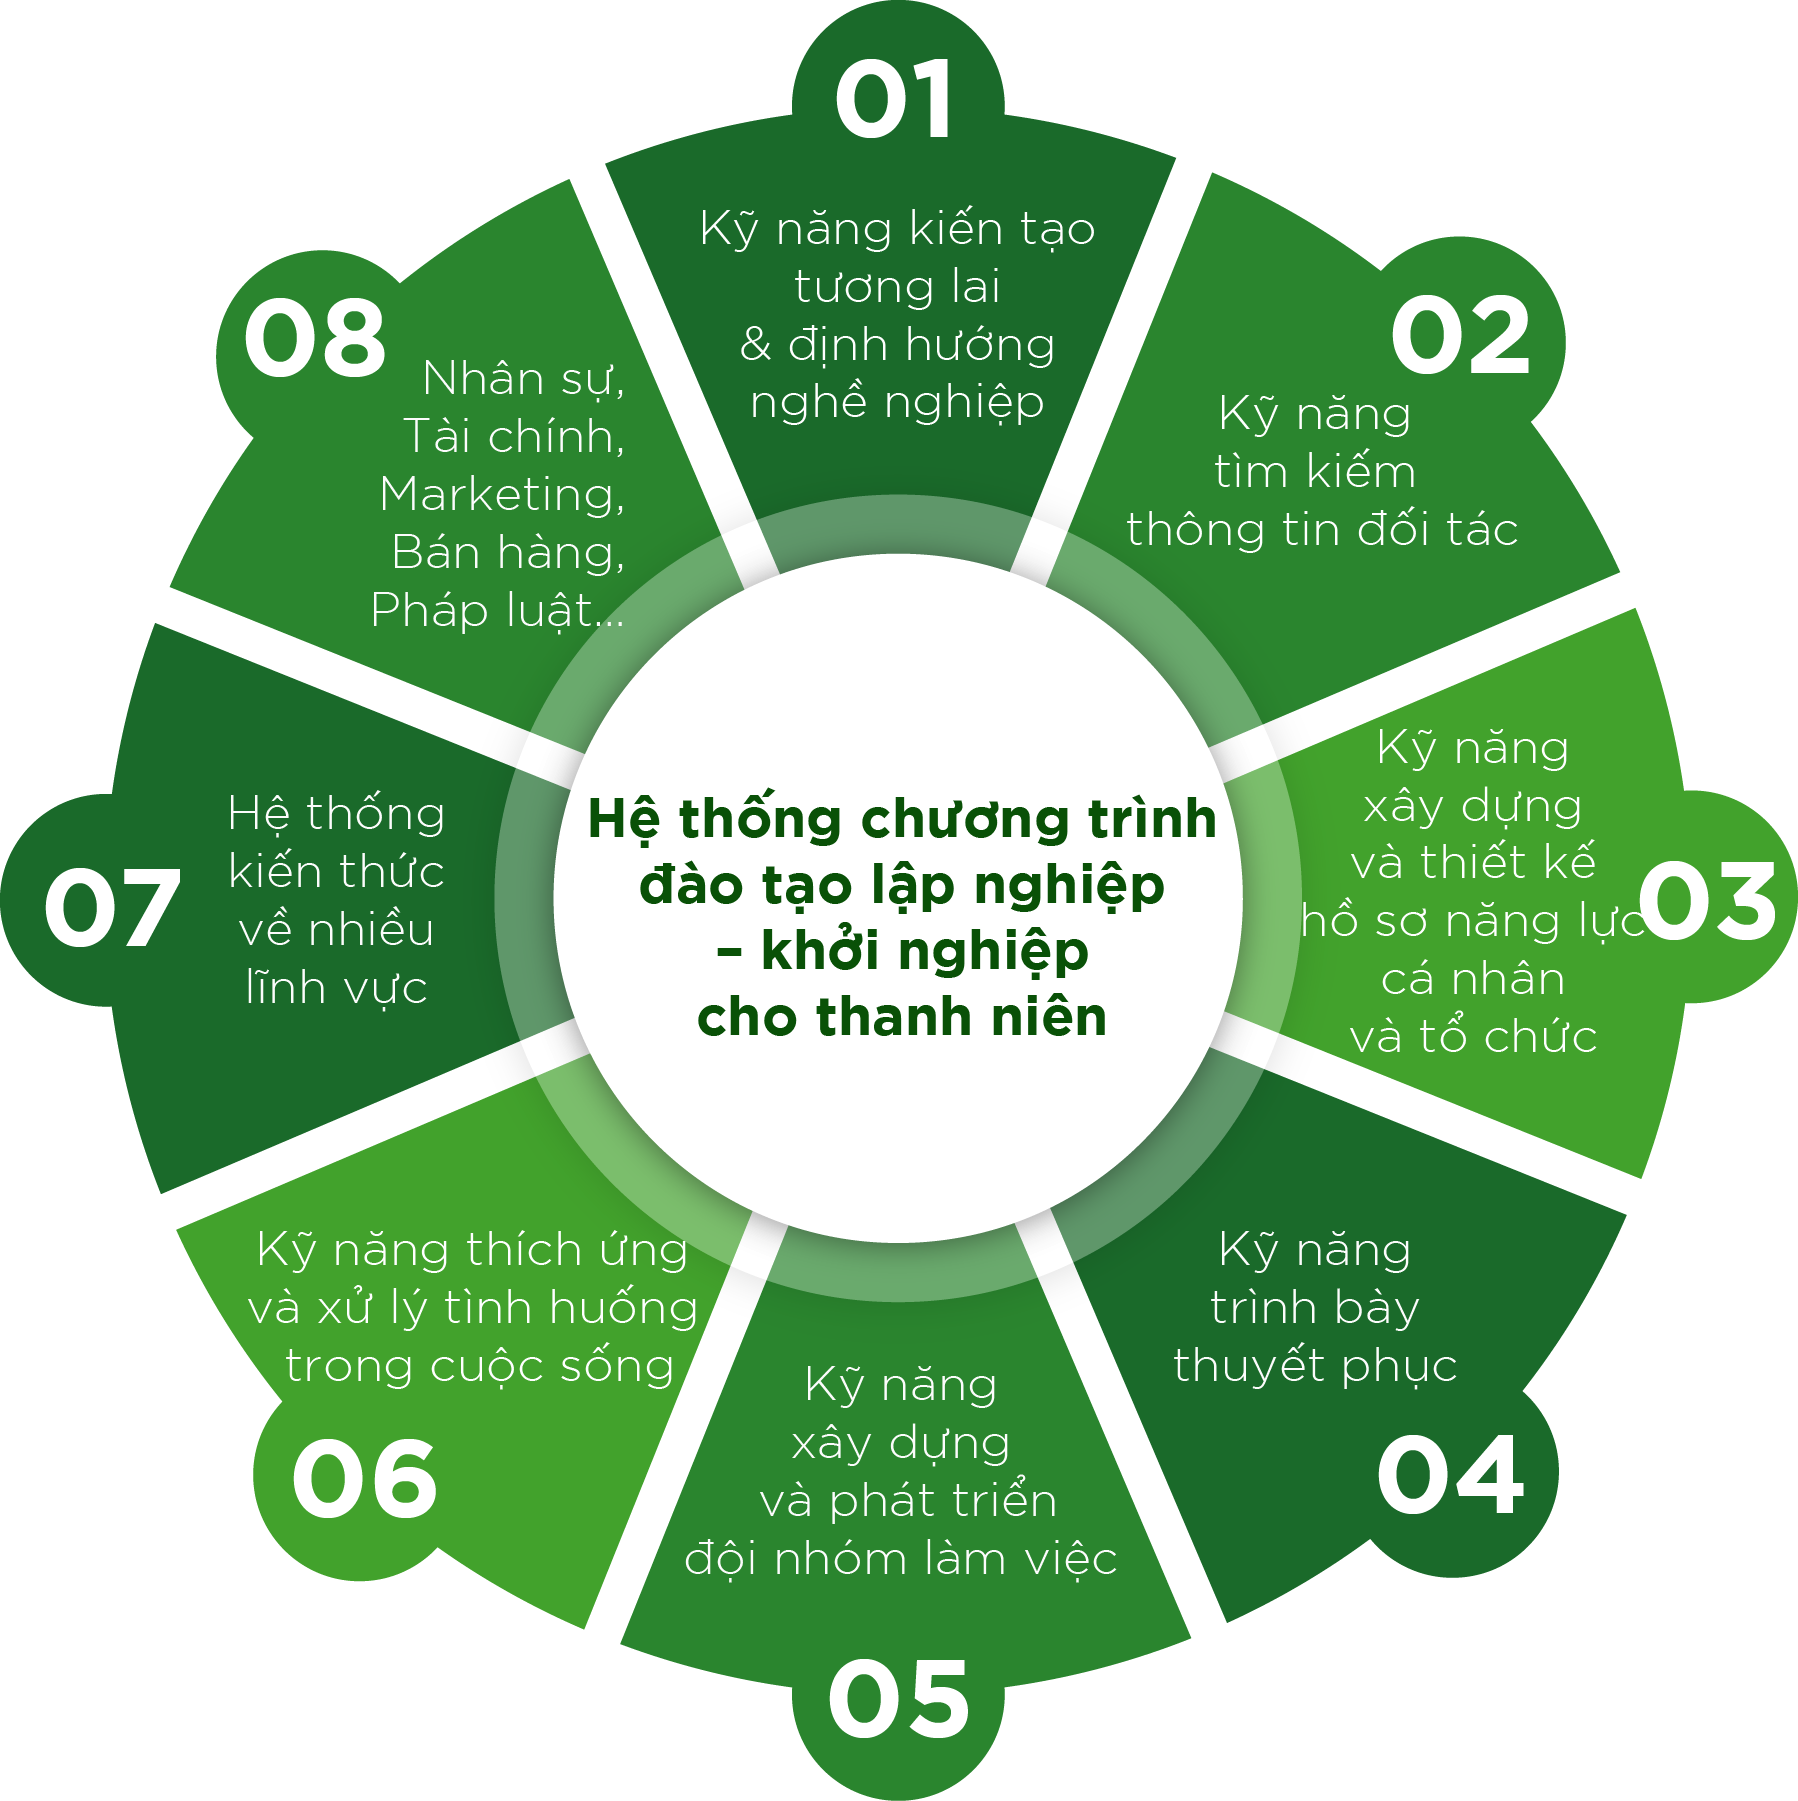 Hệ thống chương trình
đào tạo lập nghiệp
– khởi nghiệp
cho thanh niên
01
Kỹ năng kiến tạo
tương lai
& định hướng
nghề nghiệp
02
Kỹ năng
tìm kiếm
thông tin đối tác
03
Kỹ năng
xây dựng
và thiết kế
hồ sơ năng lực
cá nhân
và tổ chức
04
Kỹ năng
trình bày
thuyết phục
05
Kỹ năng
xây dựng
và phát triển
đội nhóm làm việc
06
Kỹ năng thích ứng
và xử lý tình huống
trong cuộc sống
07
Hệ thống
kiến thức
về nhiều
lĩnh vực
08
Nhân sự,
Tài chính,
Marketing,
Bán hàng,
Pháp luật...